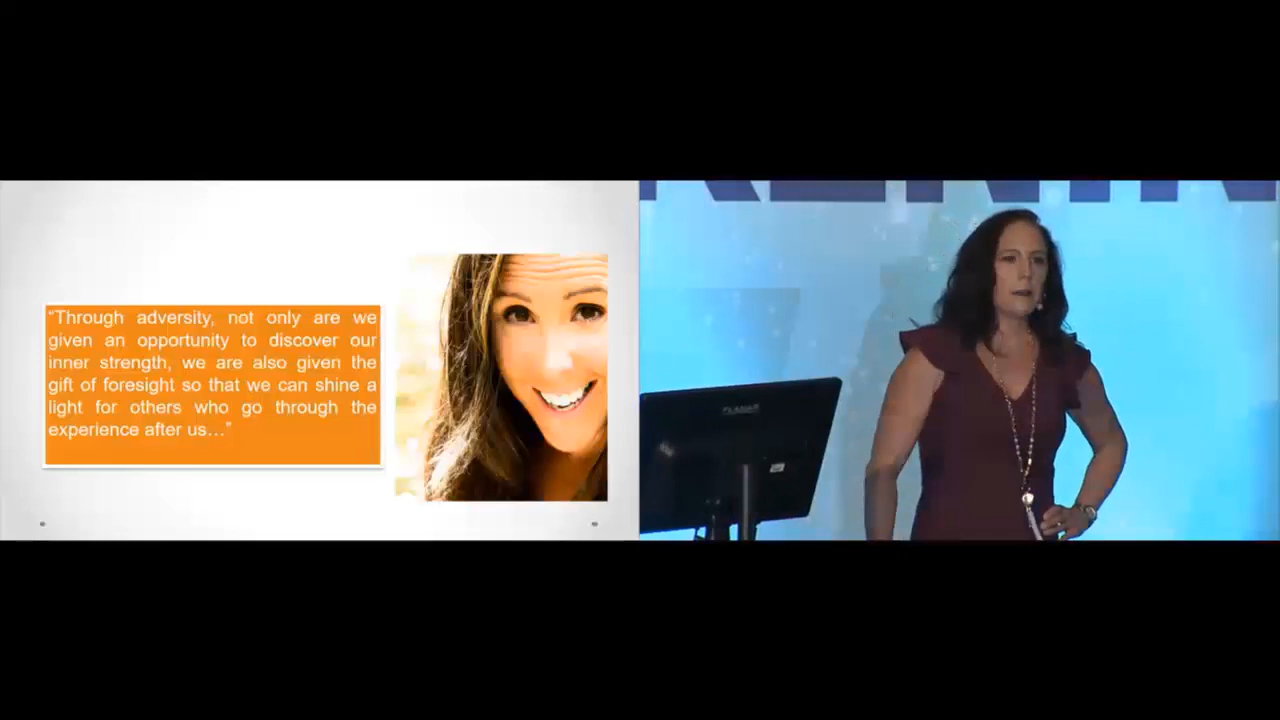 “Through adversity, not only are we
given an opportunity to discover our
inner strength, we are also given the
gift of foresight so that we can shine a
light for others who go through the
experience after us…”
PLANAR